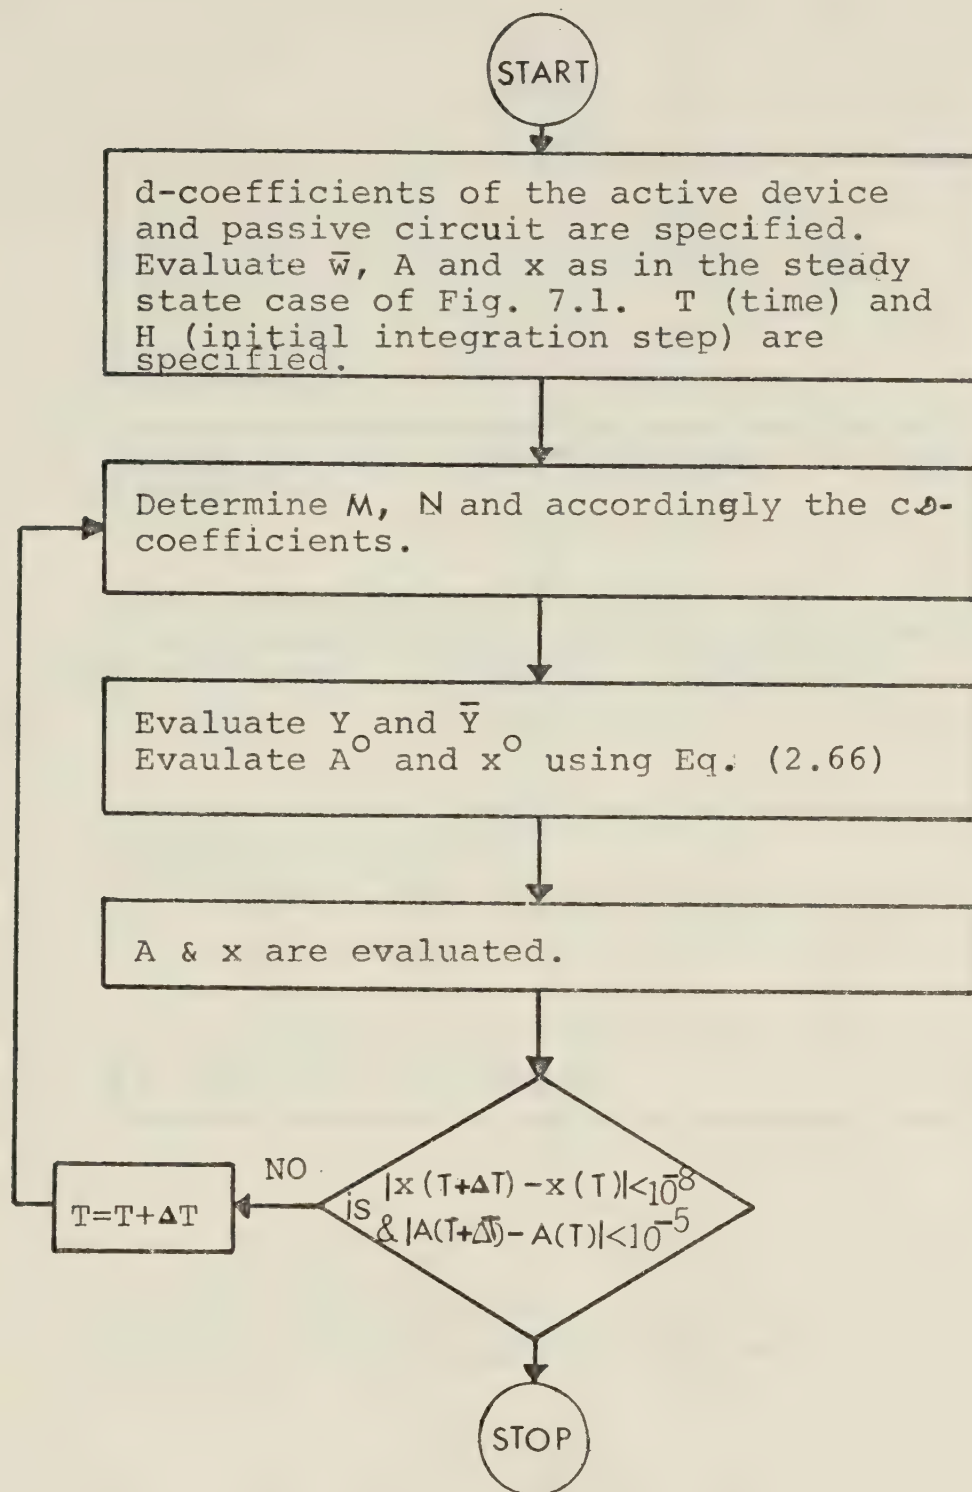 START
d-coefficients of the active device
and passive circuit are specified.
Evaluate w̄, A and x as in the steady
state case of Fig. 7.1. T (time) and
H (initial integration step) are
specified.
Determine M, N and accordingly the
coefficients.
Evaluate Y and Ȳ
Evaulate A° and x° using Eq. (2.66)
A & x are evaluated.
NO
T=T+ΔT
is |x(T+ΔT)-x(T)|<10⁻⁸
& |A(T+ΔT)-A(T)|<10⁻⁵
STOP